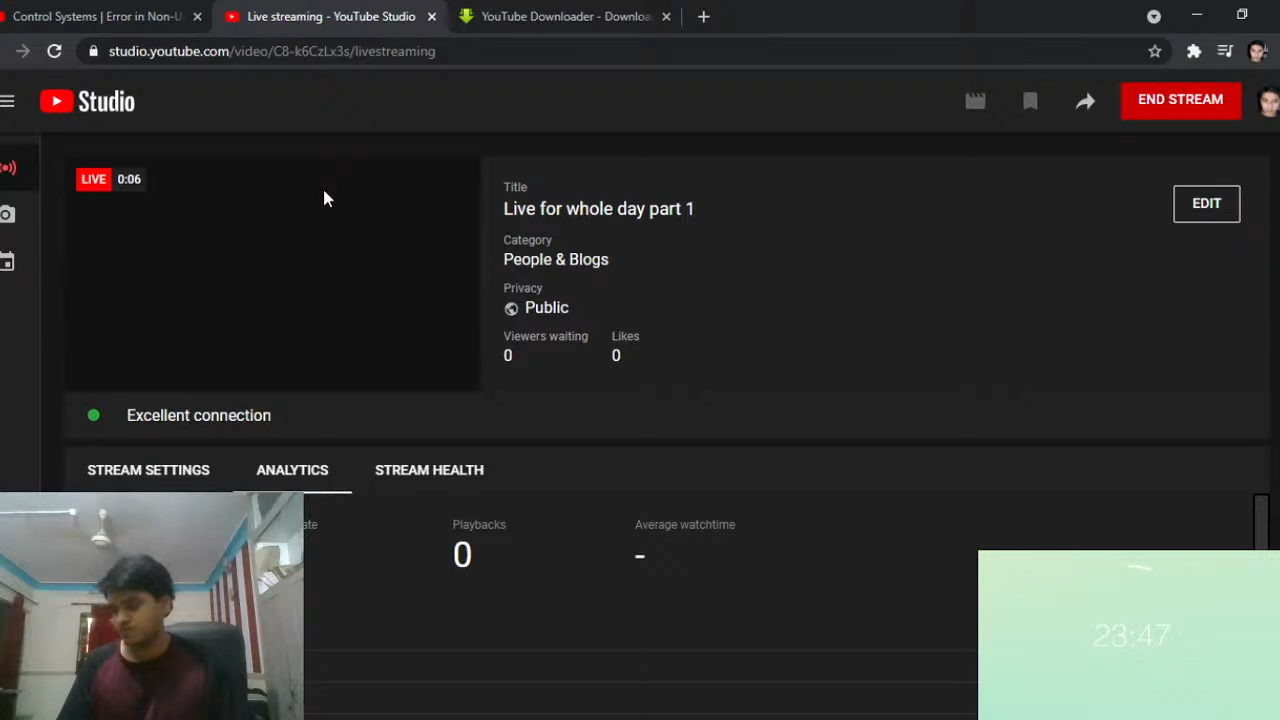 Control Systems | Error in Non-U
Live streaming - YouTube Studio
YouTube Downloader - Downloa
studio.youtube.com/video/C8-k6CzLx3s/livestreaming
Studio
END STREAM
LIVE 0:06
Title
Live for whole day part 1
EDIT
Category
People & Blogs
Privacy
Public
Viewers waiting Likes
0 0
Excellent connection
STREAM SETTINGS ANALYTICS STREAM HEALTH
Playbacks Average watchtime
0 -
23:47